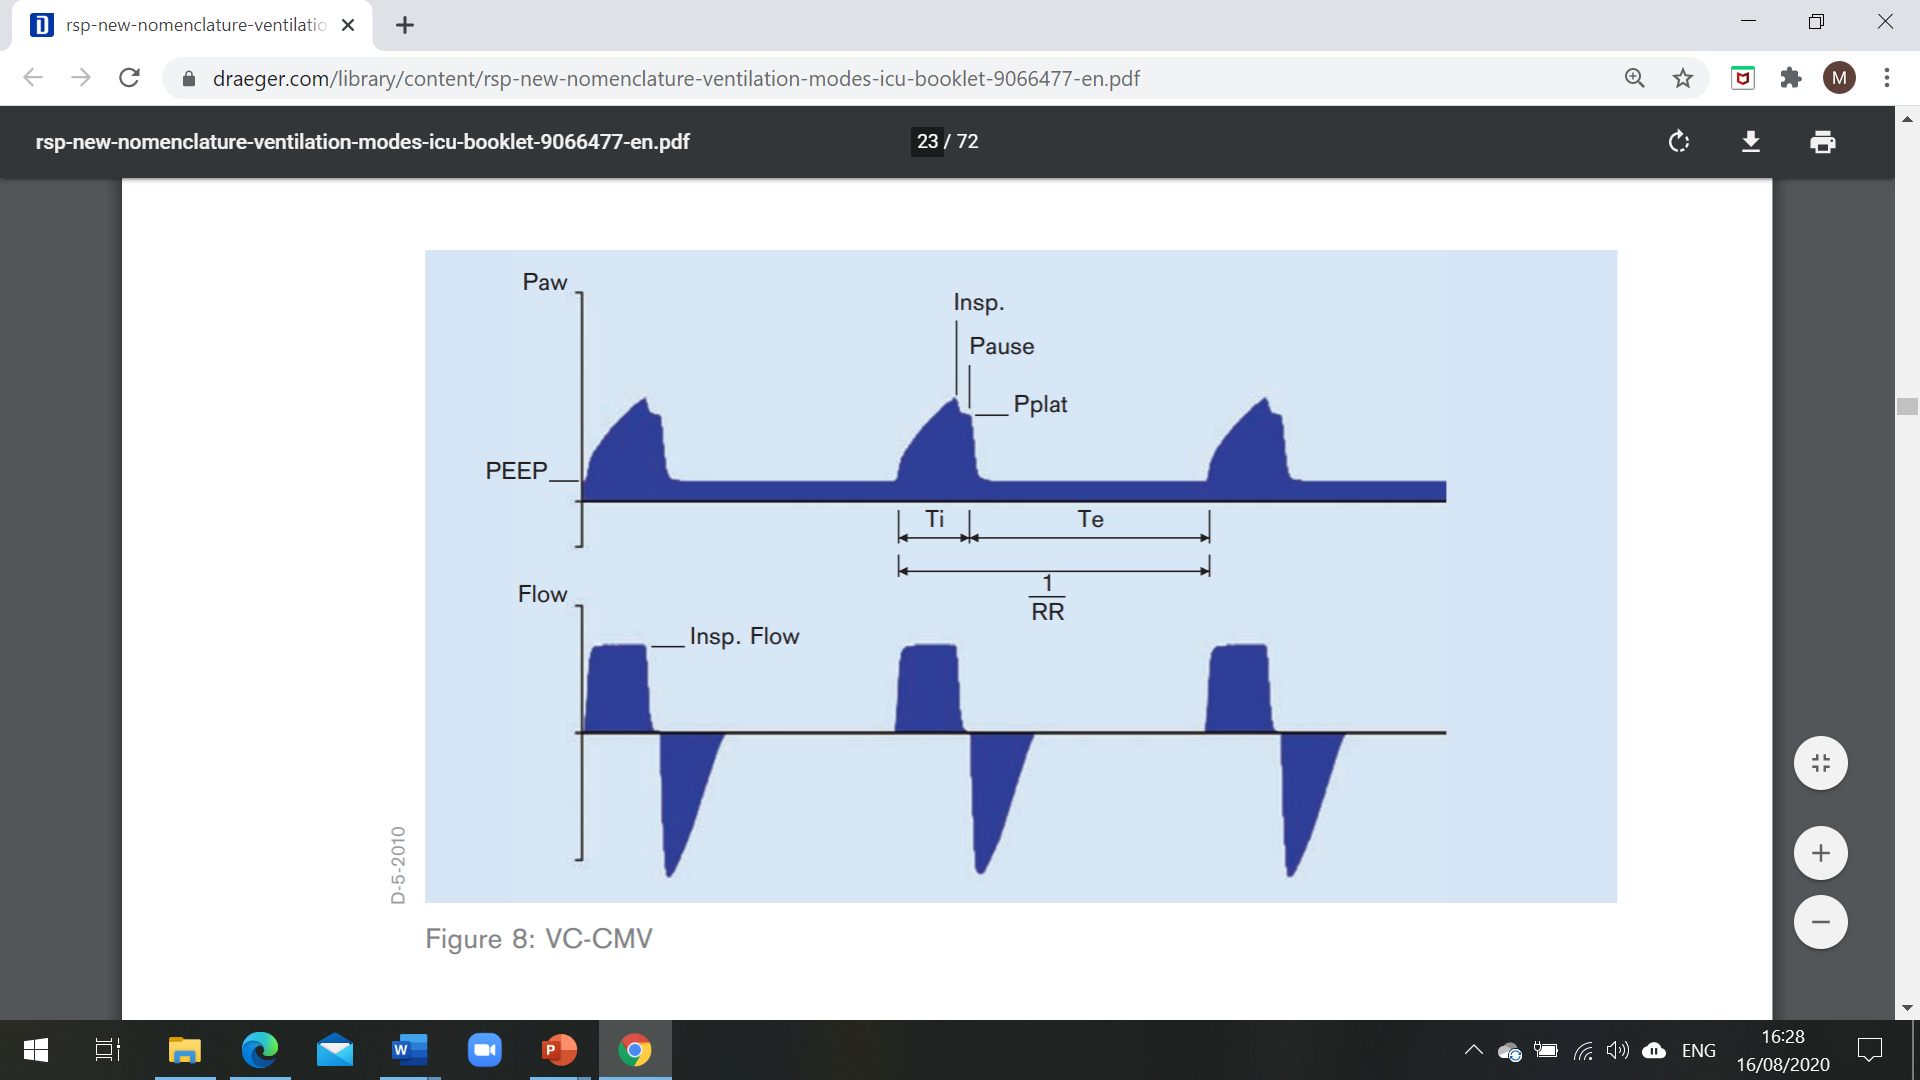 rsp-new-nomenclature-ventilatio
draeger.com/library/content/rsp-new-nomenclature-ventilation-modes-icu-booklet-9066477-en.pdf
M
rsp-new-nomenclature-ventilation-modes-icu-booklet-9066477-en.pdf
23 / 72
Paw
Insp.
Pause
Pplat
PEEP
Ti
Te
1
RR
Flow
Insp. Flow
D-5-2010
Figure 8: VC-CMV
ENG
16:28
16/08/2020